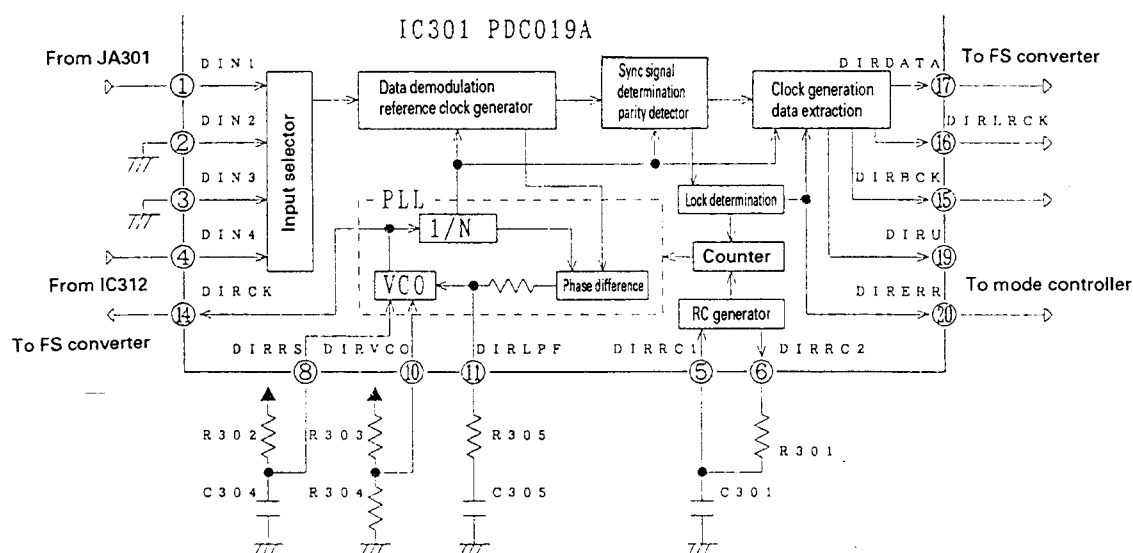 IC301 PDC019A
From JA301
DIN1
①
DIN2
②
DIN3
③
DIN4
④
From IC312
DIRCK
⑭
To FS converter
Input selector
Data demodulation
reference clock generator
Sync signal
determination
parity detector
Clock generation
data extraction
DIRDATA
To FS converter
⑰
DIRLRCK
⑯
DIRBCK
⑮
DIRU
⑲
DIRERR
To mode controller
⑳
PLL
1/N
VCO
Phase difference
Lock determination
Counter
RC generator
DIRRS
⑧
DIRVCO
⑩
DIRLPF
⑪
DIRRC1
⑤
DIRRC2
⑥
R302
R303
R305
R301
C304
R304
C305
C301